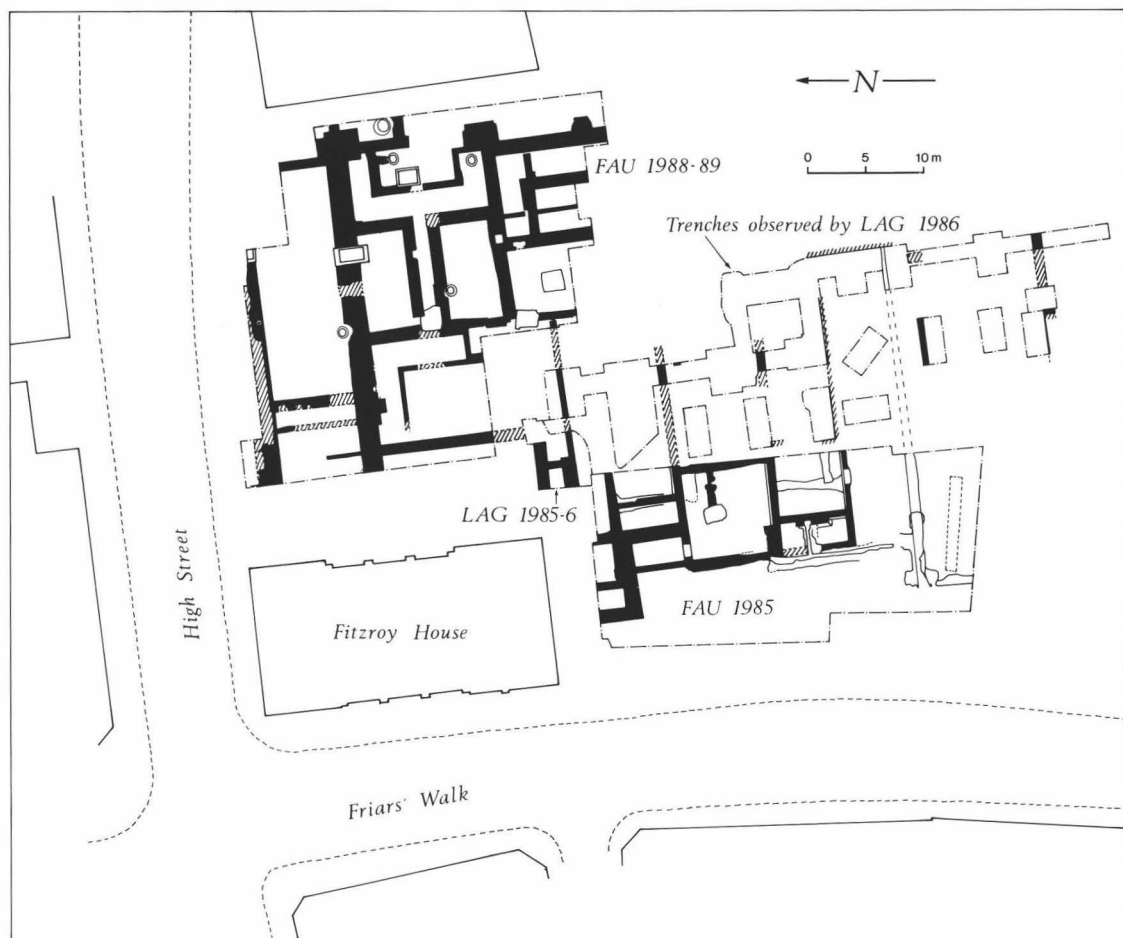 N
FAU 1988-89
0 5 10 m
Trenches observed by LAG 1986
LAG 1985-6
High Street
Fitzroy House
FAU 1985
Friars' Walk